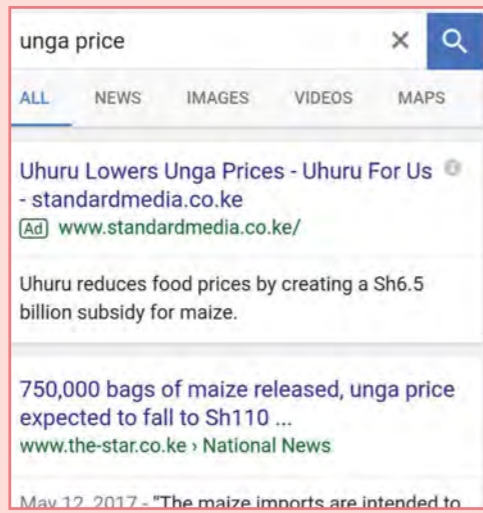 unga price
ALL NEWS IMAGES VIDEOS MAPS
Uhuru Lowers Unga Prices - Uhuru For Us
- standardmedia.co.ke
Ad www.standardmedia.co.ke/
Uhuru reduces food prices by creating a Sh6.5
billion subsidy for maize.
750,000 bags of maize released, unga price
expected to fall to Sh110 ...
www.the-star.co.ke › National News
May 12, 2017 - "The maize imports are intended to